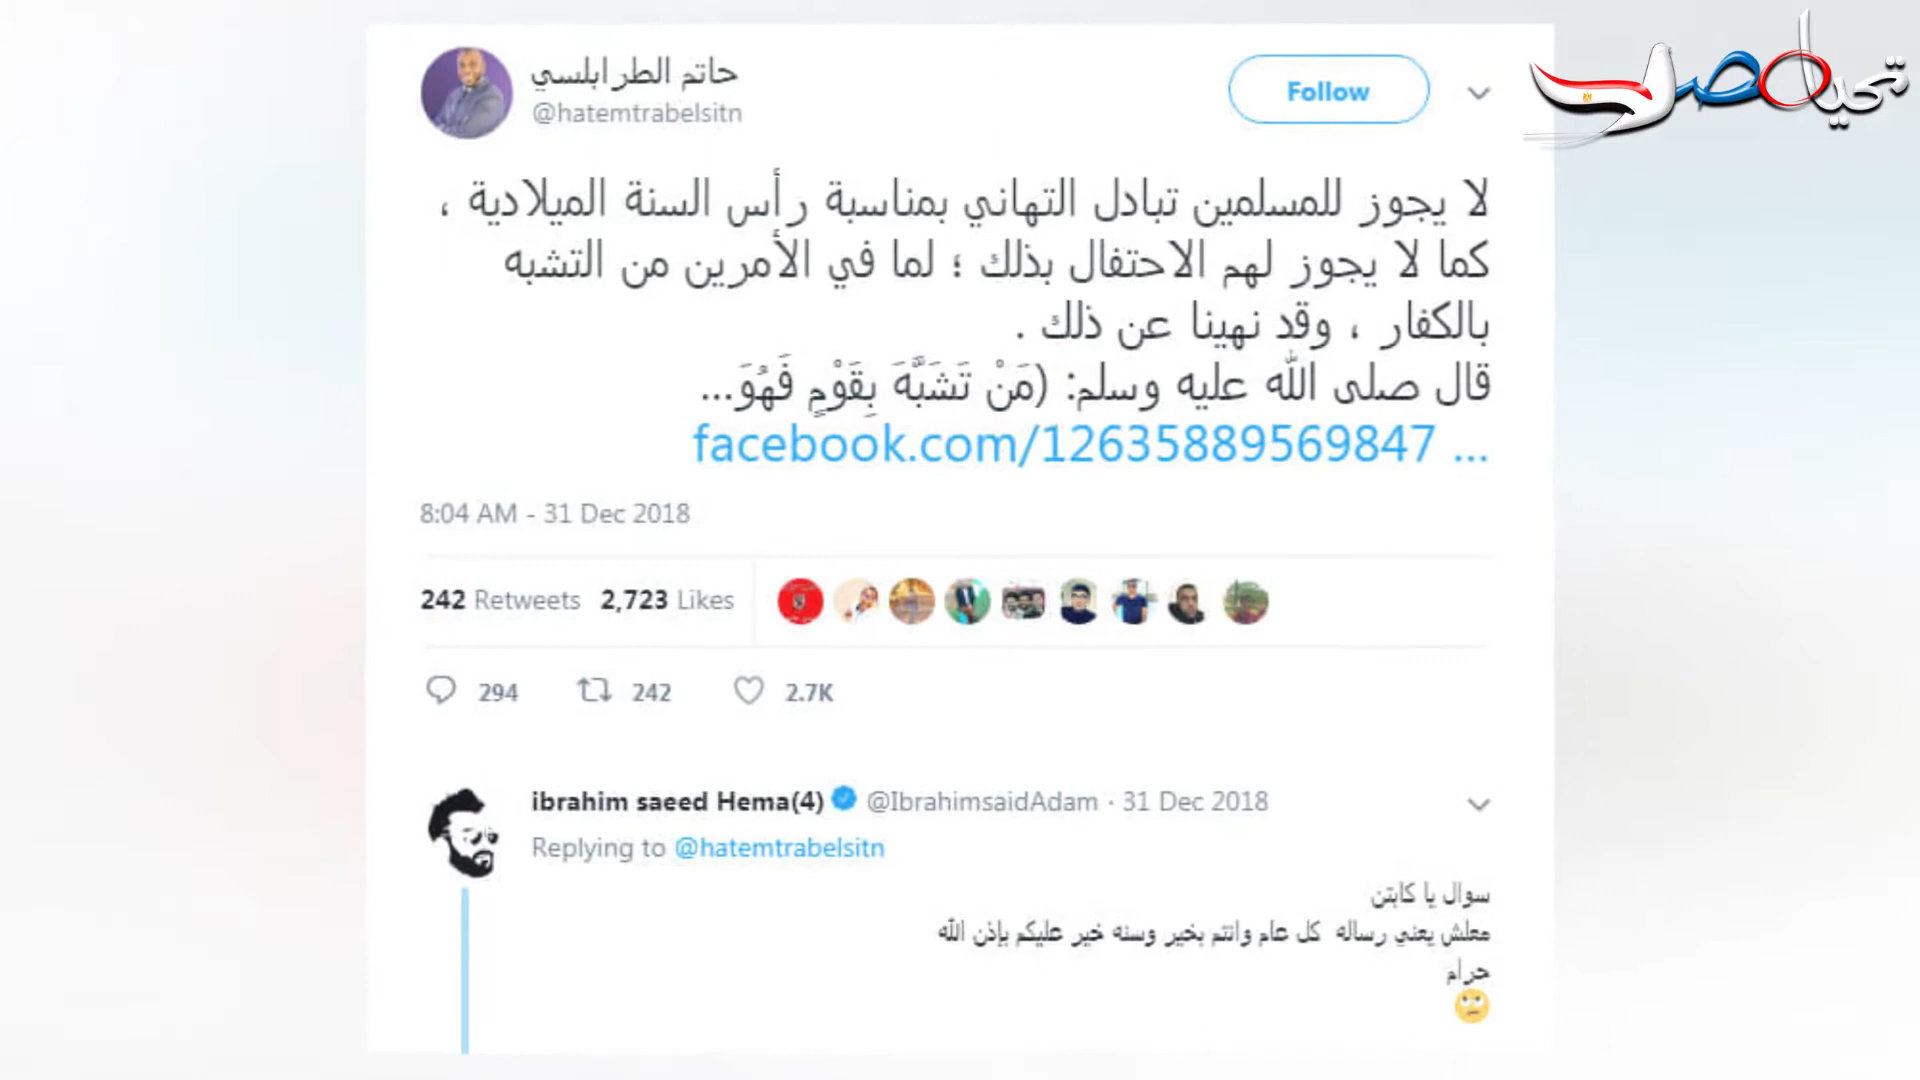 تحيا مصر
حاتم الطرابلسي
@hatemtrabelsitn
Follow
لا يجوز للمسلمين تبادل التهاني بمناسبة رأس السنة الميلادية ،
كما لا يجوز لهم الاحتفال بذلك ؛ لما في الأمرين من التشبه
بالكفار ، وقد نهينا عن ذلك .
قال صلى الله عليه وسلم: (مَنْ تَشَبَّهَ بِقَوْمٍ فَهُوَ...
facebook.com/12635889569847 ...
8:04 AM - 31 Dec 2018
242 Retweets 2,723 Likes
294 242 2.7K
ibrahim saeed Hema(4) @IbrahimsaidAdam · 31 Dec 2018
Replying to @hatemtrabelsitn
سوال يا كابتن
معلش يعني رساله كل عام وانتم بخير وسنه خير عليكم بإذن الله
حرام
🙄